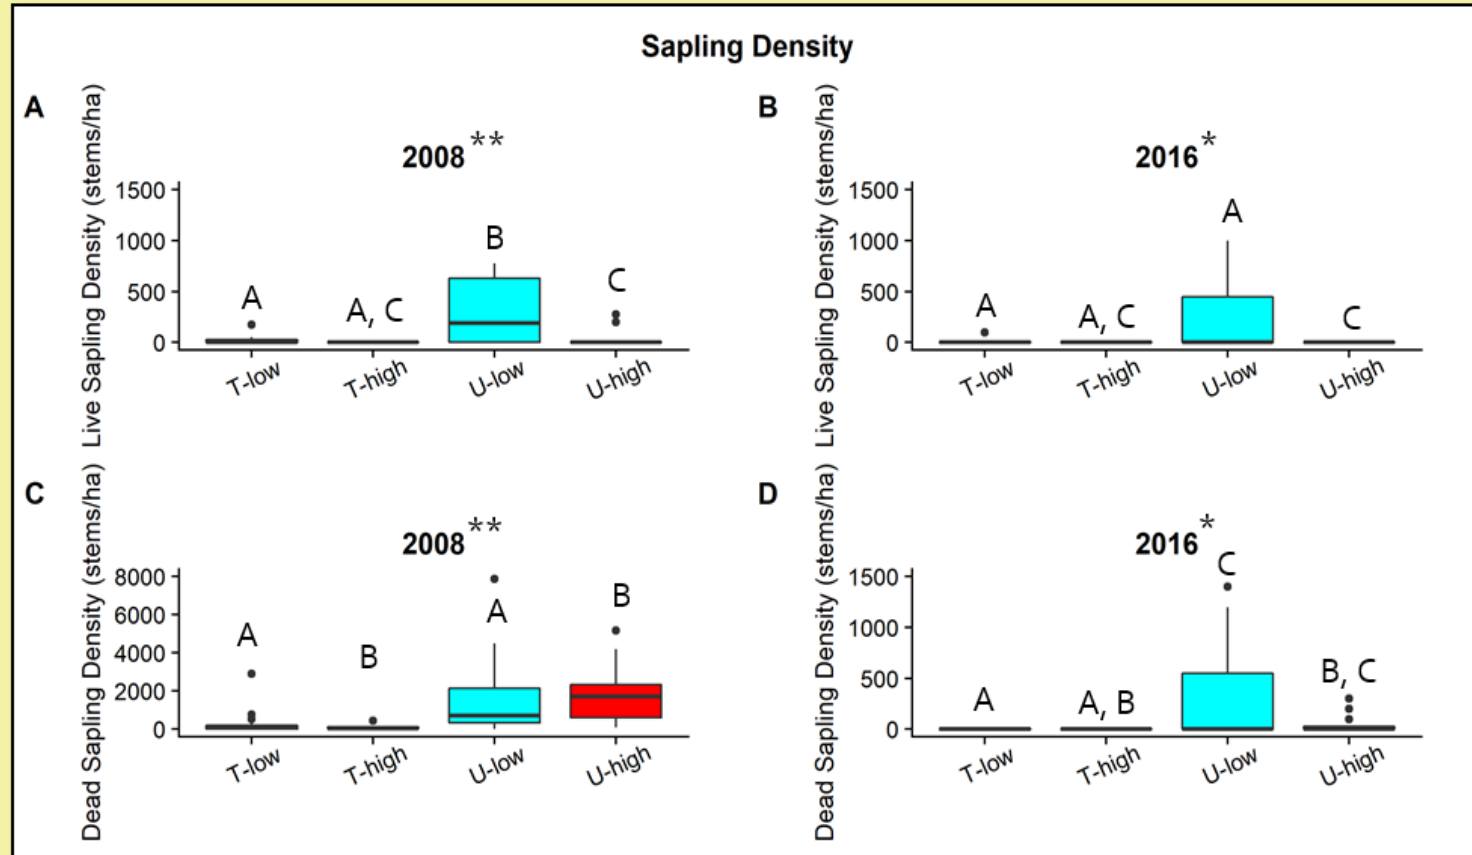 Sapling Density
A
Live Sapling Density (stems/ha)
2008 **
1500
1000
500
0
A
A, C
B
C
T-low
T-high
U-low
U-high
B
Live Sapling Density (stems/ha)
2016 *
1500
1000
500
0
A
A, C
A
C
T-low
T-high
U-low
U-high
C
Dead Sapling Density (stems/ha)
2008 **
8000
6000
4000
2000
0
A
B
A
B
T-low
T-high
U-low
U-high
D
Dead Sapling Density (stems/ha)
2016 *
1500
1000
500
0
A
A, B
C
B, C
T-low
T-high
U-low
U-high